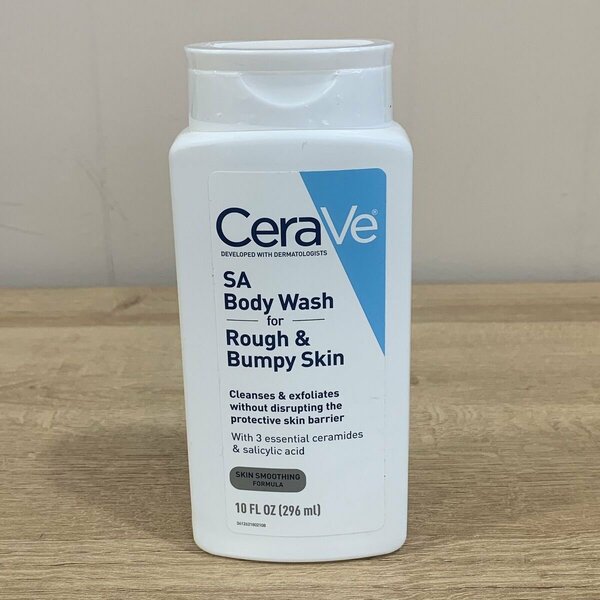 CeraVe®
DEVELOPED WITH DERMATOLOGISTS
SA
Body Wash
for
Rough &
Bumpy Skin
Cleanses & exfoliates
without disrupting the
protective skin barrier
With 3 essential ceramides
& salicylic acid
SKIN SMOOTHING
FORMULA
10 FL OZ (296 ml)